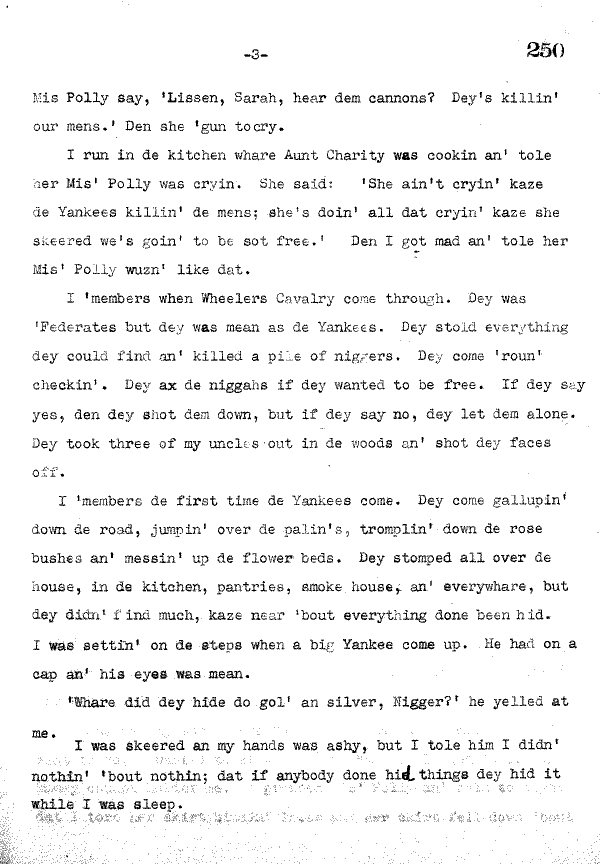 -3-
250
Mis Polly say, 'Lissen, Sarah, hear dem cannons? Dey's killin'
our mens.' Den she 'gun tocry.
I run in de kitchen whare Aunt Charity was cookin an' tole
her Mis' Polly was cryin. She said: 'She ain't cryin' kaze
de Yankees killin' de mens; she's doin' all dat cryin' kaze she
skeered we's goin' to be sot free.' Den I got mad an' tole her
Mis' Polly wuzn' like dat.
I 'members when Wheelers Cavalry come through. Dey was
'Federates but dey was mean as de Yankees. Dey stold everything
dey could find an' killed a pile of niggers. Dey come 'roun'
checkin'. Dey ax de niggahs if dey wanted to be free. If dey say
yes, den dey shot dem down, but if dey say no, dey let dem alone.
Dey took three of my uncles out in de woods an' shot dey faces
off.
I 'members de first time de Yankees come. Dey come gallupin'
down de road, jumpin' over de palin's, tromplin' down de rose
bushes an' messin' up de flower beds. Dey stomped all over de
house, in de kitchen, pantries, smoke house, an' everywhare, but
dey didn' find much, kaze near 'bout everything done been hid.
I was settin' on de steps when a big Yankee come up. He had on a
cap an' his eyes was mean.
'Whare did dey hide do gol' an silver, Nigger?' he yelled at
me.
I was skeered an my hands was ashy, but I tole him I didn'
nothin' 'bout nothin; dat if anybody done hid things dey hid it
while I was sleep.
dat I tore her skirt her skirt fell down 'bout